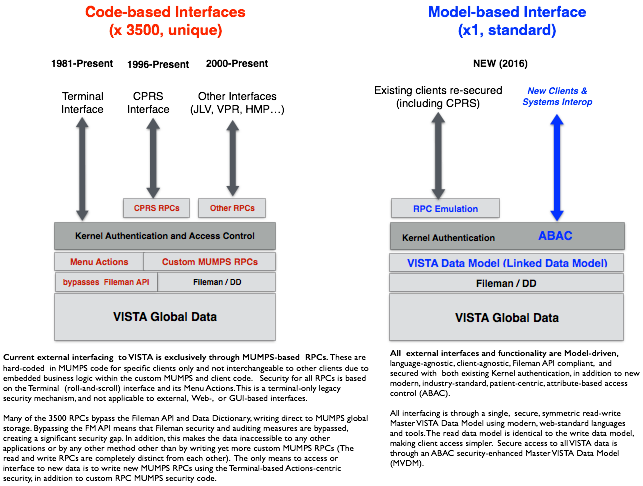 Code-based Interfaces
(x 3500, unique)
1981-Present
1996-Present
2000-Present
Terminal
Interface
CPRS
Interface
Other Interfaces
(JLV, VPR, HMP…)
CPRS RPCs
Other RPCs
Kernel Authentication and Access Control
Menu Actions
Custom MUMPS RPCs
bypasses Fileman API
Fileman / DD
VISTA Global Data
Current external interfacing to VISTA is exclusively through MUMPS-based RPCs. These are
hard-coded in MUMPS code for specific clients only and not interchangeable to other clients due to
embedded business logic within the custom MUMPS and client code. Security for all RPCs is based
on the Terminal (roll-and-scroll) interface and its Menu Actions. This is a terminal-only legacy
security mechanism, and not applicable to external, Web-, or GUI-based interfaces.
Many of the 3500 RPCs bypass the Fileman API and Data Dictionary, writing direct to MUMPS global
storage. Bypassing the FM API means that Fileman security and auditing measures are bypassed,
creating a significant security gap. In addition, this makes the data inaccessible to any other
applications or by any other method other than by writing yet more custom MUMPS RPCs (The
read and write RPCs are completely distinct from each other). The only means to access or
interface to new data is to write new MUMPS RPCs using the Terminal-based Actions-centric
security, in addition to custom RPC MUMPS security code.
Model-based Interface
(x1, standard)
NEW (2016)
Existing clients re-secured
(including CPRS)
New Clients &
Systems Interop
RPC Emulation
Kernel Authentication
ABAC
VISTA Data Model (Linked Data Model)
Fileman / DD
VISTA Global Data
All external interfaces and functionality are Model-driven,
language-agnostic, client-agnostic, Fileman API compliant, and
secured with both existing Kernel authentication, in addition to new
modern, industry-standard, patient-centric, attribute-based access
control (ABAC).
All interfacing is through a single, secure, symmetric read-write
Master VISTA Data Model using modern, web-standard languages
and tools. The read data model is identical to the write data model,
making client access simpler. Secure access to all VISTA data is
through an ABAC security-enhanced Master VISTA Data Model
(MVDM).